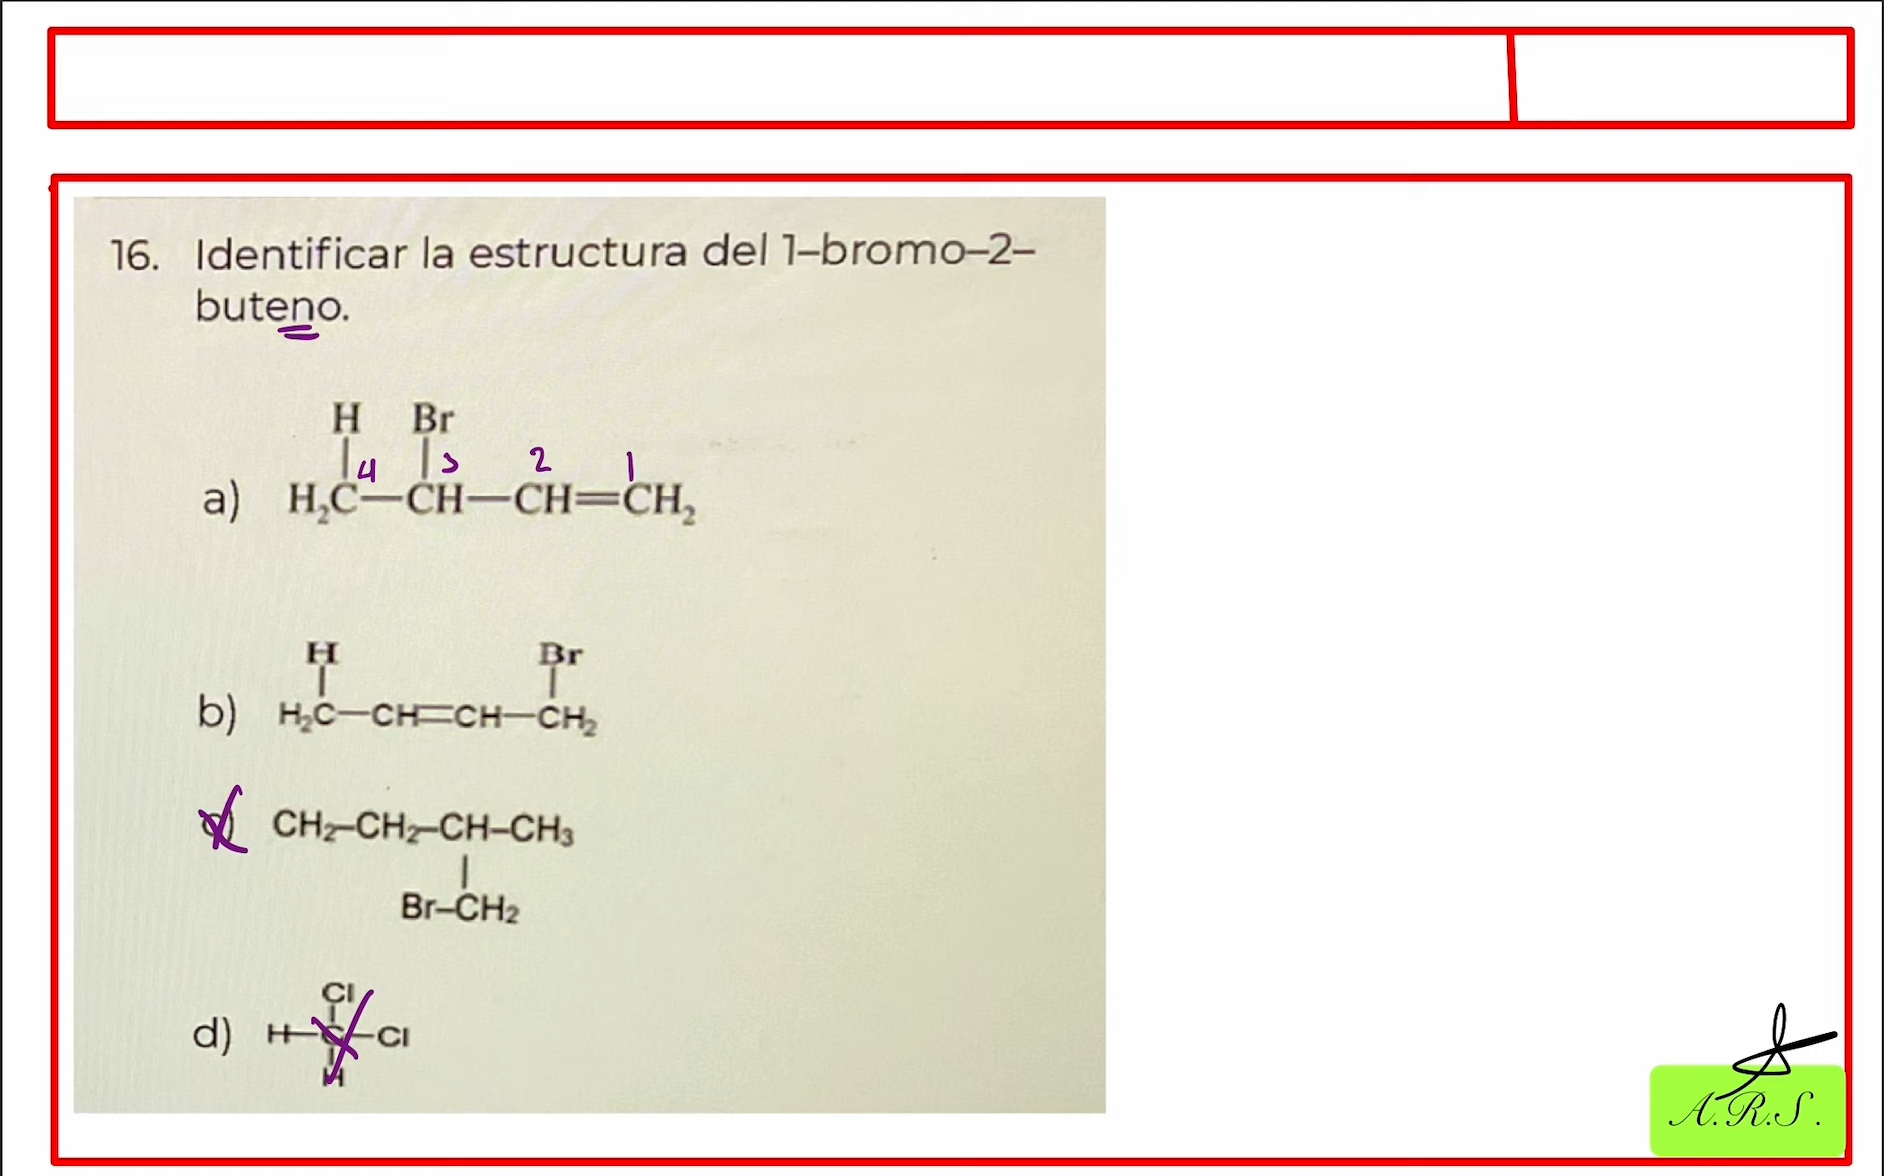 16. Identificar la estructura del 1–bromo–2–
buteno.
H Br
4 3 2 1
a) H₂C—CH—CH=CH₂
H Br
b) H₂C—CH=CH—CH₂
c) CH₂–CH₂–CH–CH₃
Br–CH₂
Cl
d) H–C–Cl
H
A.R.S.